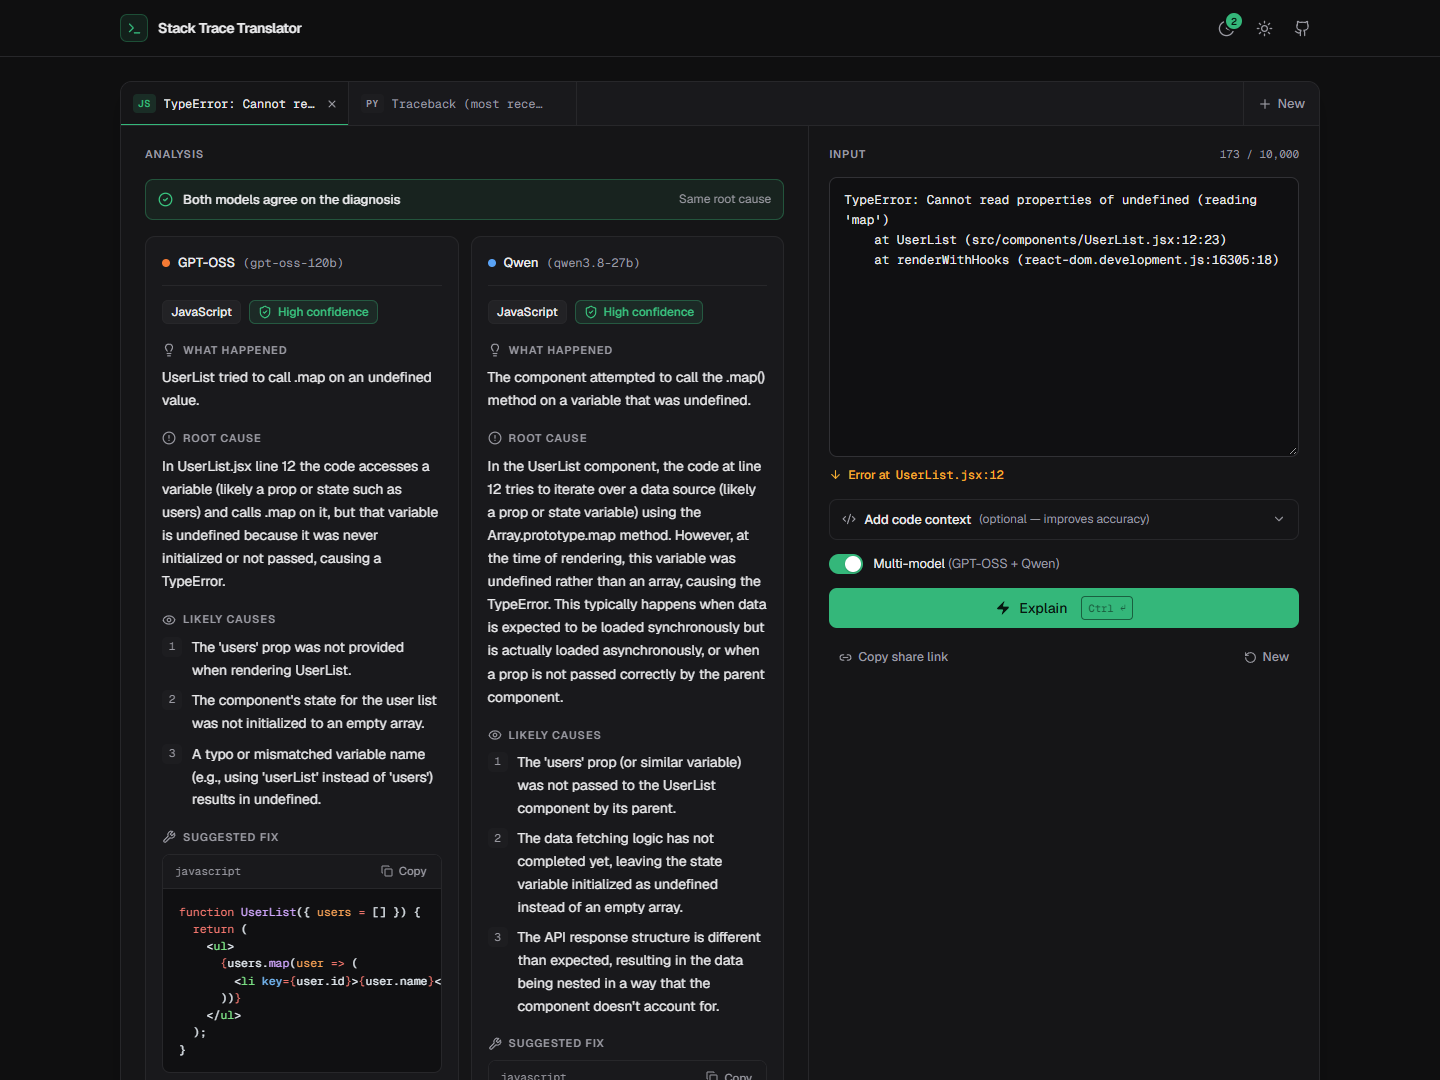 Stack Trace Translator
2
JS TypeError: Cannot re…
PY Traceback (most rece…
New
ANALYSIS
Both models agree on the diagnosis
Same root cause
GPT-OSS (gpt-oss-120b)
JavaScript
High confidence
WHAT HAPPENED
UserList tried to call .map on an undefined
value.
ROOT CAUSE
In UserList.jsx line 12 the code accesses a
variable (likely a prop or state such as
users) and calls .map on it, but that variable
is undefined because it was never
initialized or not passed, causing a
TypeError.
LIKELY CAUSES
1 The 'users' prop was not provided
when rendering UserList.
2 The component's state for the user list
was not initialized to an empty array.
3 A typo or mismatched variable name
(e.g., using 'userList' instead of 'users')
results in undefined.
SUGGESTED FIX
javascript
Copy
function UserList({ users = [] }) {
return (
<ul>
{users.map(user => (
<li key={user.id}>{user.name}<
))}
</ul>
);
}
Qwen (qwen3.8-27b)
JavaScript
High confidence
WHAT HAPPENED
The component attempted to call the .map()
method on a variable that was undefined.
ROOT CAUSE
In the UserList component, the code at line
12 tries to iterate over a data source (likely
a prop or state variable) using the
Array.prototype.map method. However, at
the time of rendering, this variable was
undefined rather than an array, causing the
TypeError. This typically happens when data
is expected to be loaded synchronously but
is actually loaded asynchronously, or when
a prop is not passed correctly by the parent
component.
LIKELY CAUSES
1 The 'users' prop (or similar variable)
was not passed to the UserList
component by its parent.
2 The data fetching logic has not
completed yet, leaving the state
variable initialized as undefined
instead of an empty array.
3 The API response structure is different
than expected, resulting in the data
being nested in a way that the
component doesn't account for.
SUGGESTED FIX
javascript
Copy
INPUT
173 / 10,000
TypeError: Cannot read properties of undefined (reading
'map')
at UserList (src/components/UserList.jsx:12:23)
at renderWithHooks (react-dom.development.js:16305:18)
Error at UserList.jsx:12
Add code context (optional — improves accuracy)
Multi-model (GPT-OSS + Qwen)
Explain Ctrl ⏎
Copy share link
New